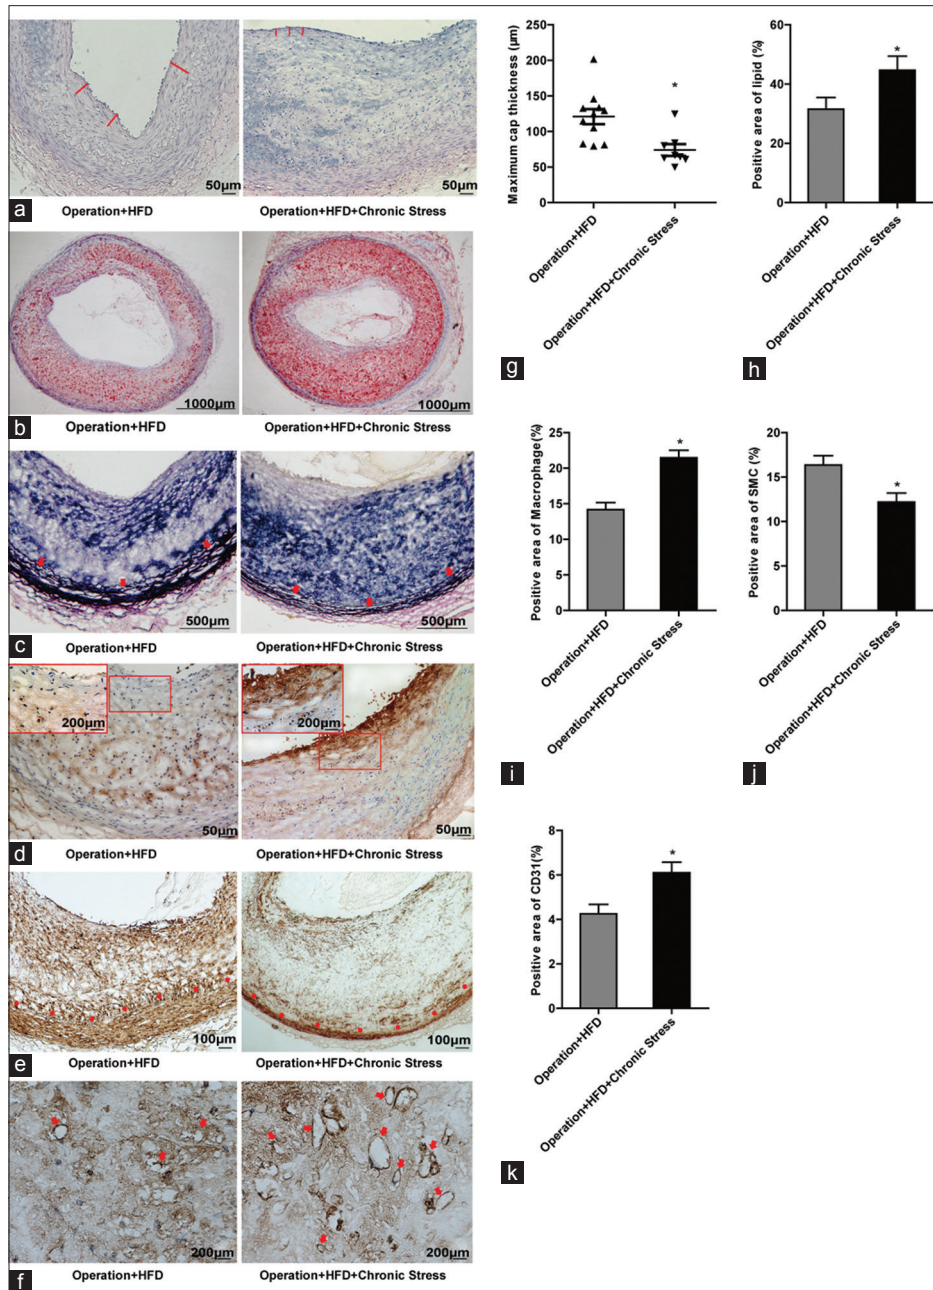 50μm
50μm
a
Operation+HFD
Operation+HFD+Chronic Stress
1000μm
1000μm
b
Operation+HFD
Operation+HFD+Chronic Stress
500μm
500μm
c
Operation+HFD
Operation+HFD+Chronic Stress
200μm
200μm
50μm
50μm
d
Operation+HFD
Operation+HFD+Chronic Stress
100μm
100μm
e
Operation+HFD
Operation+HFD+Chronic Stress
200μm
200μm
f
Operation+HFD
Operation+HFD+Chronic Stress
Maximum cap thickness (μm)
250
200
150
100
50
0
*
Operation+HFD
Operation+HFD+Chronic Stress
g
Positive area of lipid (%)
60
40
20
0
*
Operation+HFD
Operation+HFD+Chronic Stress
h
Positive area of Macrophage(%)
25
20
15
10
5
0
*
Operation+HFD
Operation+HFD+Chronic Stress
i
Positive area of SMC (%)
20
15
10
5
0
*
Operation+HFD
Operation+HFD+Chronic Stress
j
Positive area of CD31(%)
8
6
4
2
0
*
Operation+HFD
Operation+HFD+Chronic Stress
k